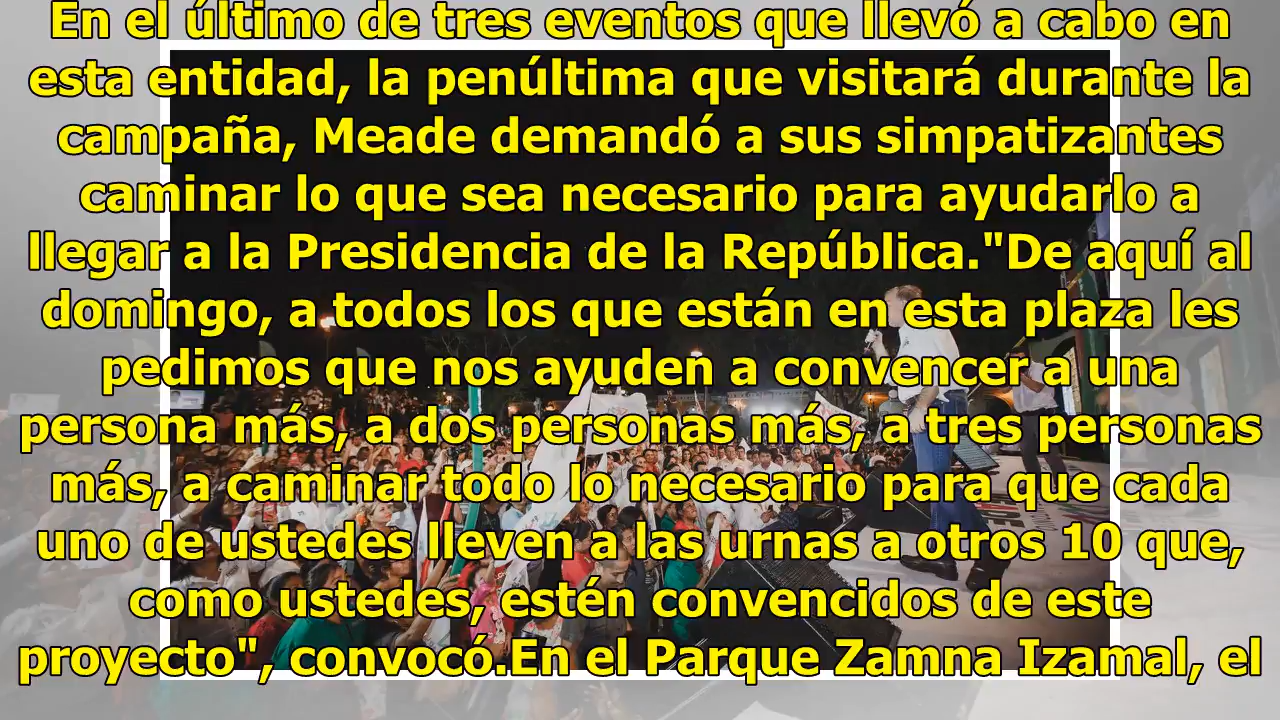 En el último de tres eventos que llevó a cabo en
esta entidad, la penúltima que visitará durante la
campaña, Meade demandó a sus simpatizantes
caminar lo que sea necesario para ayudarlo a
llegar a la Presidencia de la República."De aquí al
domingo, a todos los que están en esta plaza les
pedimos que nos ayuden a convencer a una
persona más, a dos personas más, a tres personas
más, a caminar todo lo necesario para que cada
uno de ustedes lleven a las urnas a otros 10 que,
como ustedes, estén convencidos de este
proyecto", convocó.En el Parque Zamna Izamal, el